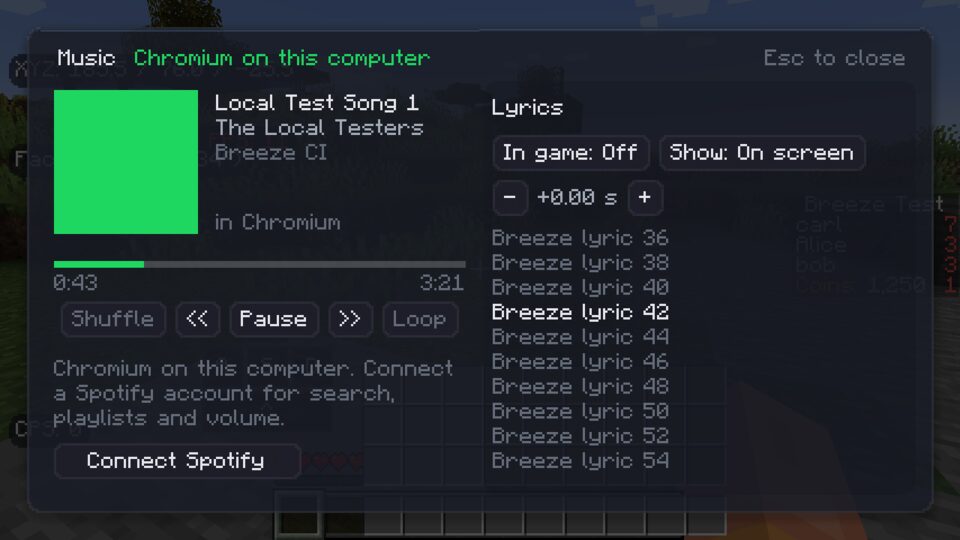 Music Chromium on this computer
Esc to close
Local Test Song 1
The Local Testers
Breeze CI
in Chromium
0:43
3:21
Shuffle << Pause >> Loop
Chromium on this computer. Connect
a Spotify account for search,
playlists and volume.
Connect Spotify
Lyrics
In game: Off Show: On screen
- +0.00 s +
Breeze lyric 36
Breeze lyric 38
Breeze lyric 40
Breeze lyric 42
Breeze lyric 44
Breeze lyric 46
Breeze lyric 48
Breeze lyric 50
Breeze lyric 52
Breeze lyric 54
Breeze Test
carl
Alice
bob
Coins: 1,250